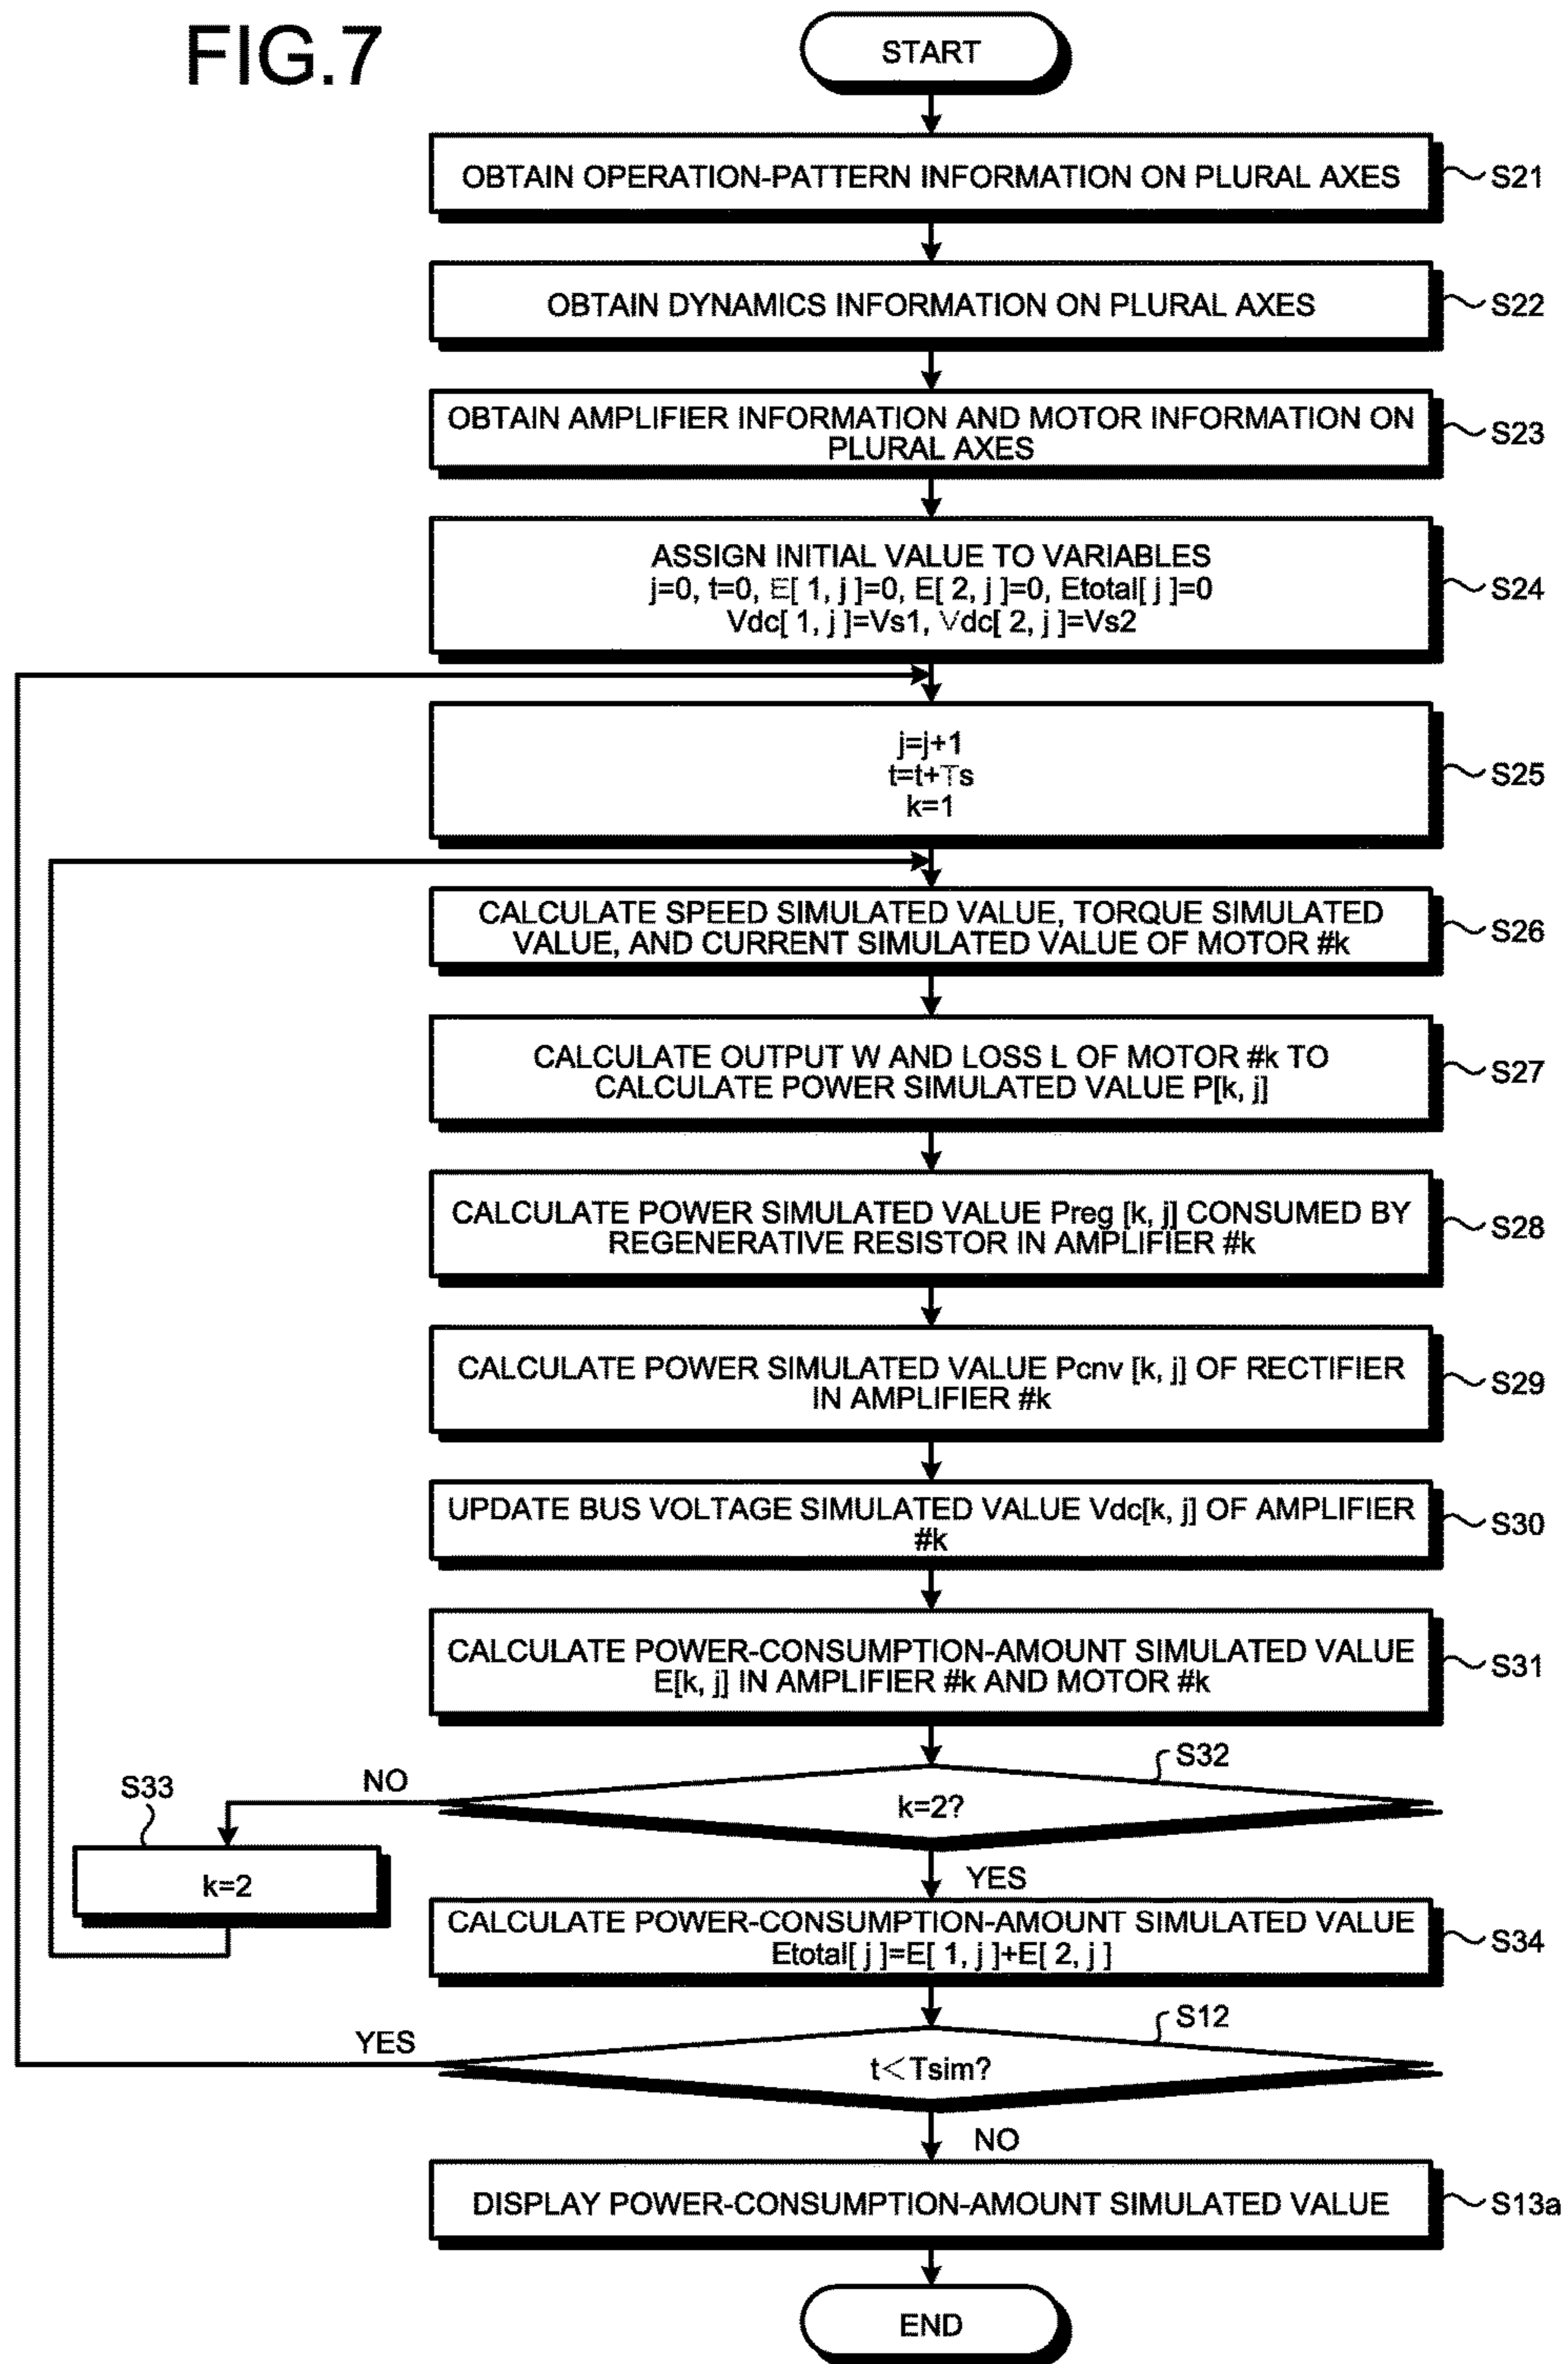 FIG.7
START
OBTAIN OPERATION-PATTERN INFORMATION ON PLURAL AXES
S21
OBTAIN DYNAMICS INFORMATION ON PLURAL AXES
S22
OBTAIN AMPLIFIER INFORMATION AND MOTOR INFORMATION ON
PLURAL AXES
S23
ASSIGN INITIAL VALUE TO VARIABLES
j=0, t=0, E[ 1, j ]=0, E[ 2, j ]=0, Etotal[ j ]=0
Vdc[ 1, j ]=Vs1, Vdc[ 2, j ]=Vs2
S24
j=j+1
t=t+Ts
k=1
S25
CALCULATE SPEED SIMULATED VALUE, TORQUE SIMULATED
VALUE, AND CURRENT SIMULATED VALUE OF MOTOR #k
S26
CALCULATE OUTPUT W AND LOSS L OF MOTOR #k TO
CALCULATE POWER SIMULATED VALUE P[k, j]
S27
CALCULATE POWER SIMULATED VALUE Preg [k, j] CONSUMED BY
REGENERATIVE RESISTOR IN AMPLIFIER #k
S28
CALCULATE POWER SIMULATED VALUE Pcnv [k, j] OF RECTIFIER
IN AMPLIFIER #k
S29
UPDATE BUS VOLTAGE SIMULATED VALUE Vdc[k, j] OF AMPLIFIER
#k
S30
CALCULATE POWER-CONSUMPTION-AMOUNT SIMULATED VALUE
E[k, j] IN AMPLIFIER #k AND MOTOR #k
S31
S32
NO
k=2?
S33
k=2
YES
CALCULATE POWER-CONSUMPTION-AMOUNT SIMULATED VALUE
Etotal[ j ]=E[ 1, j ]+E[ 2, j ]
S34
S12
YES
t<Tsim?
NO
DISPLAY POWER-CONSUMPTION-AMOUNT SIMULATED VALUE
S13a
END